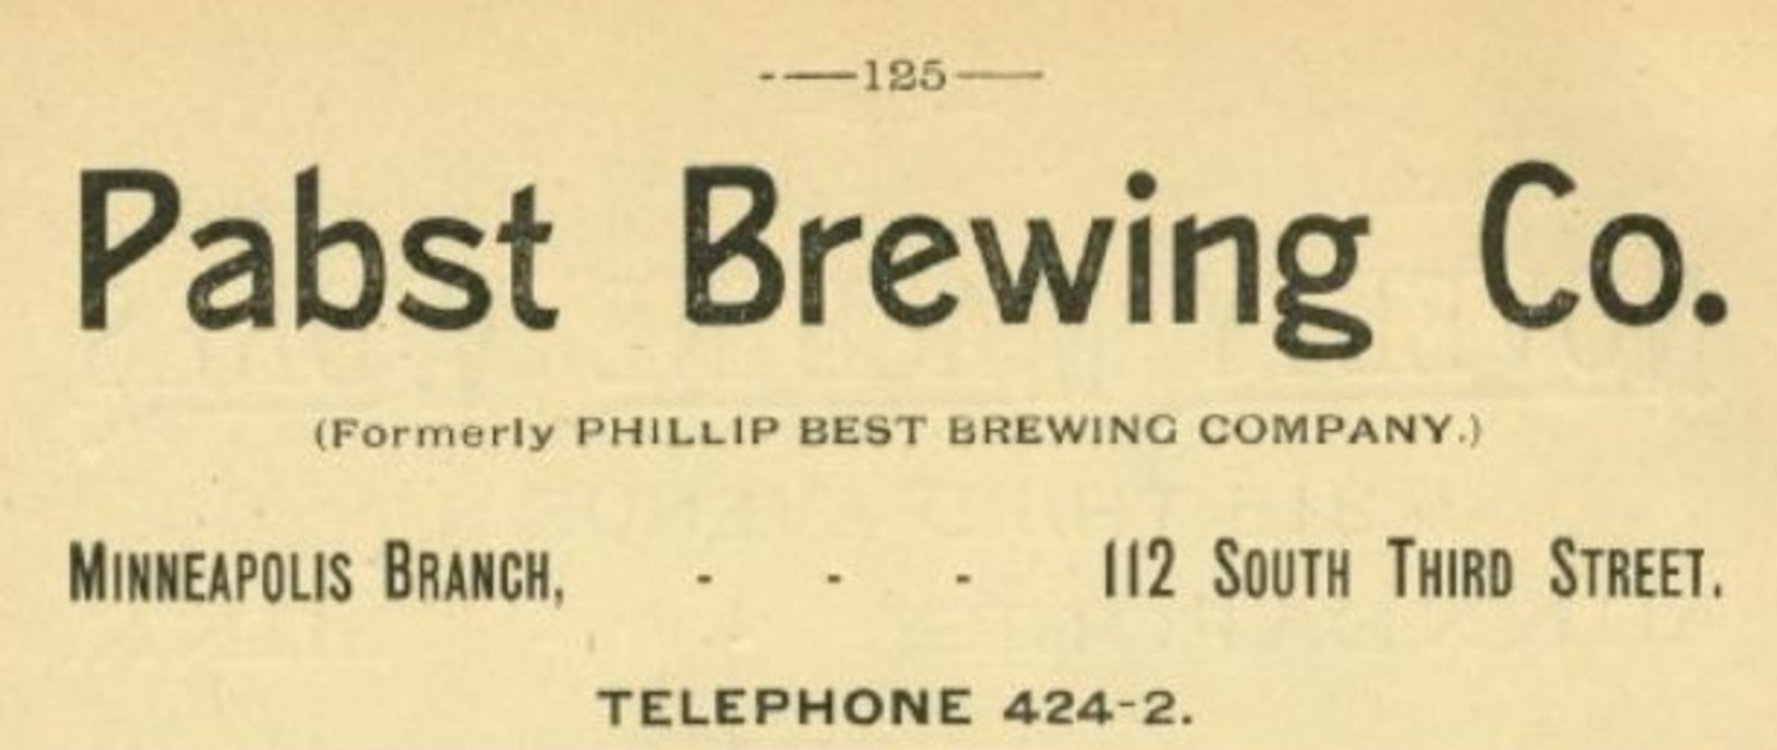 --—125—
Pabst Brewing Co.
(Formerly PHILLIP BEST BREWING COMPANY.)
MINNEAPOLIS BRANCH, - - - 112 SOUTH THIRD STREET.
TELEPHONE 424-2.